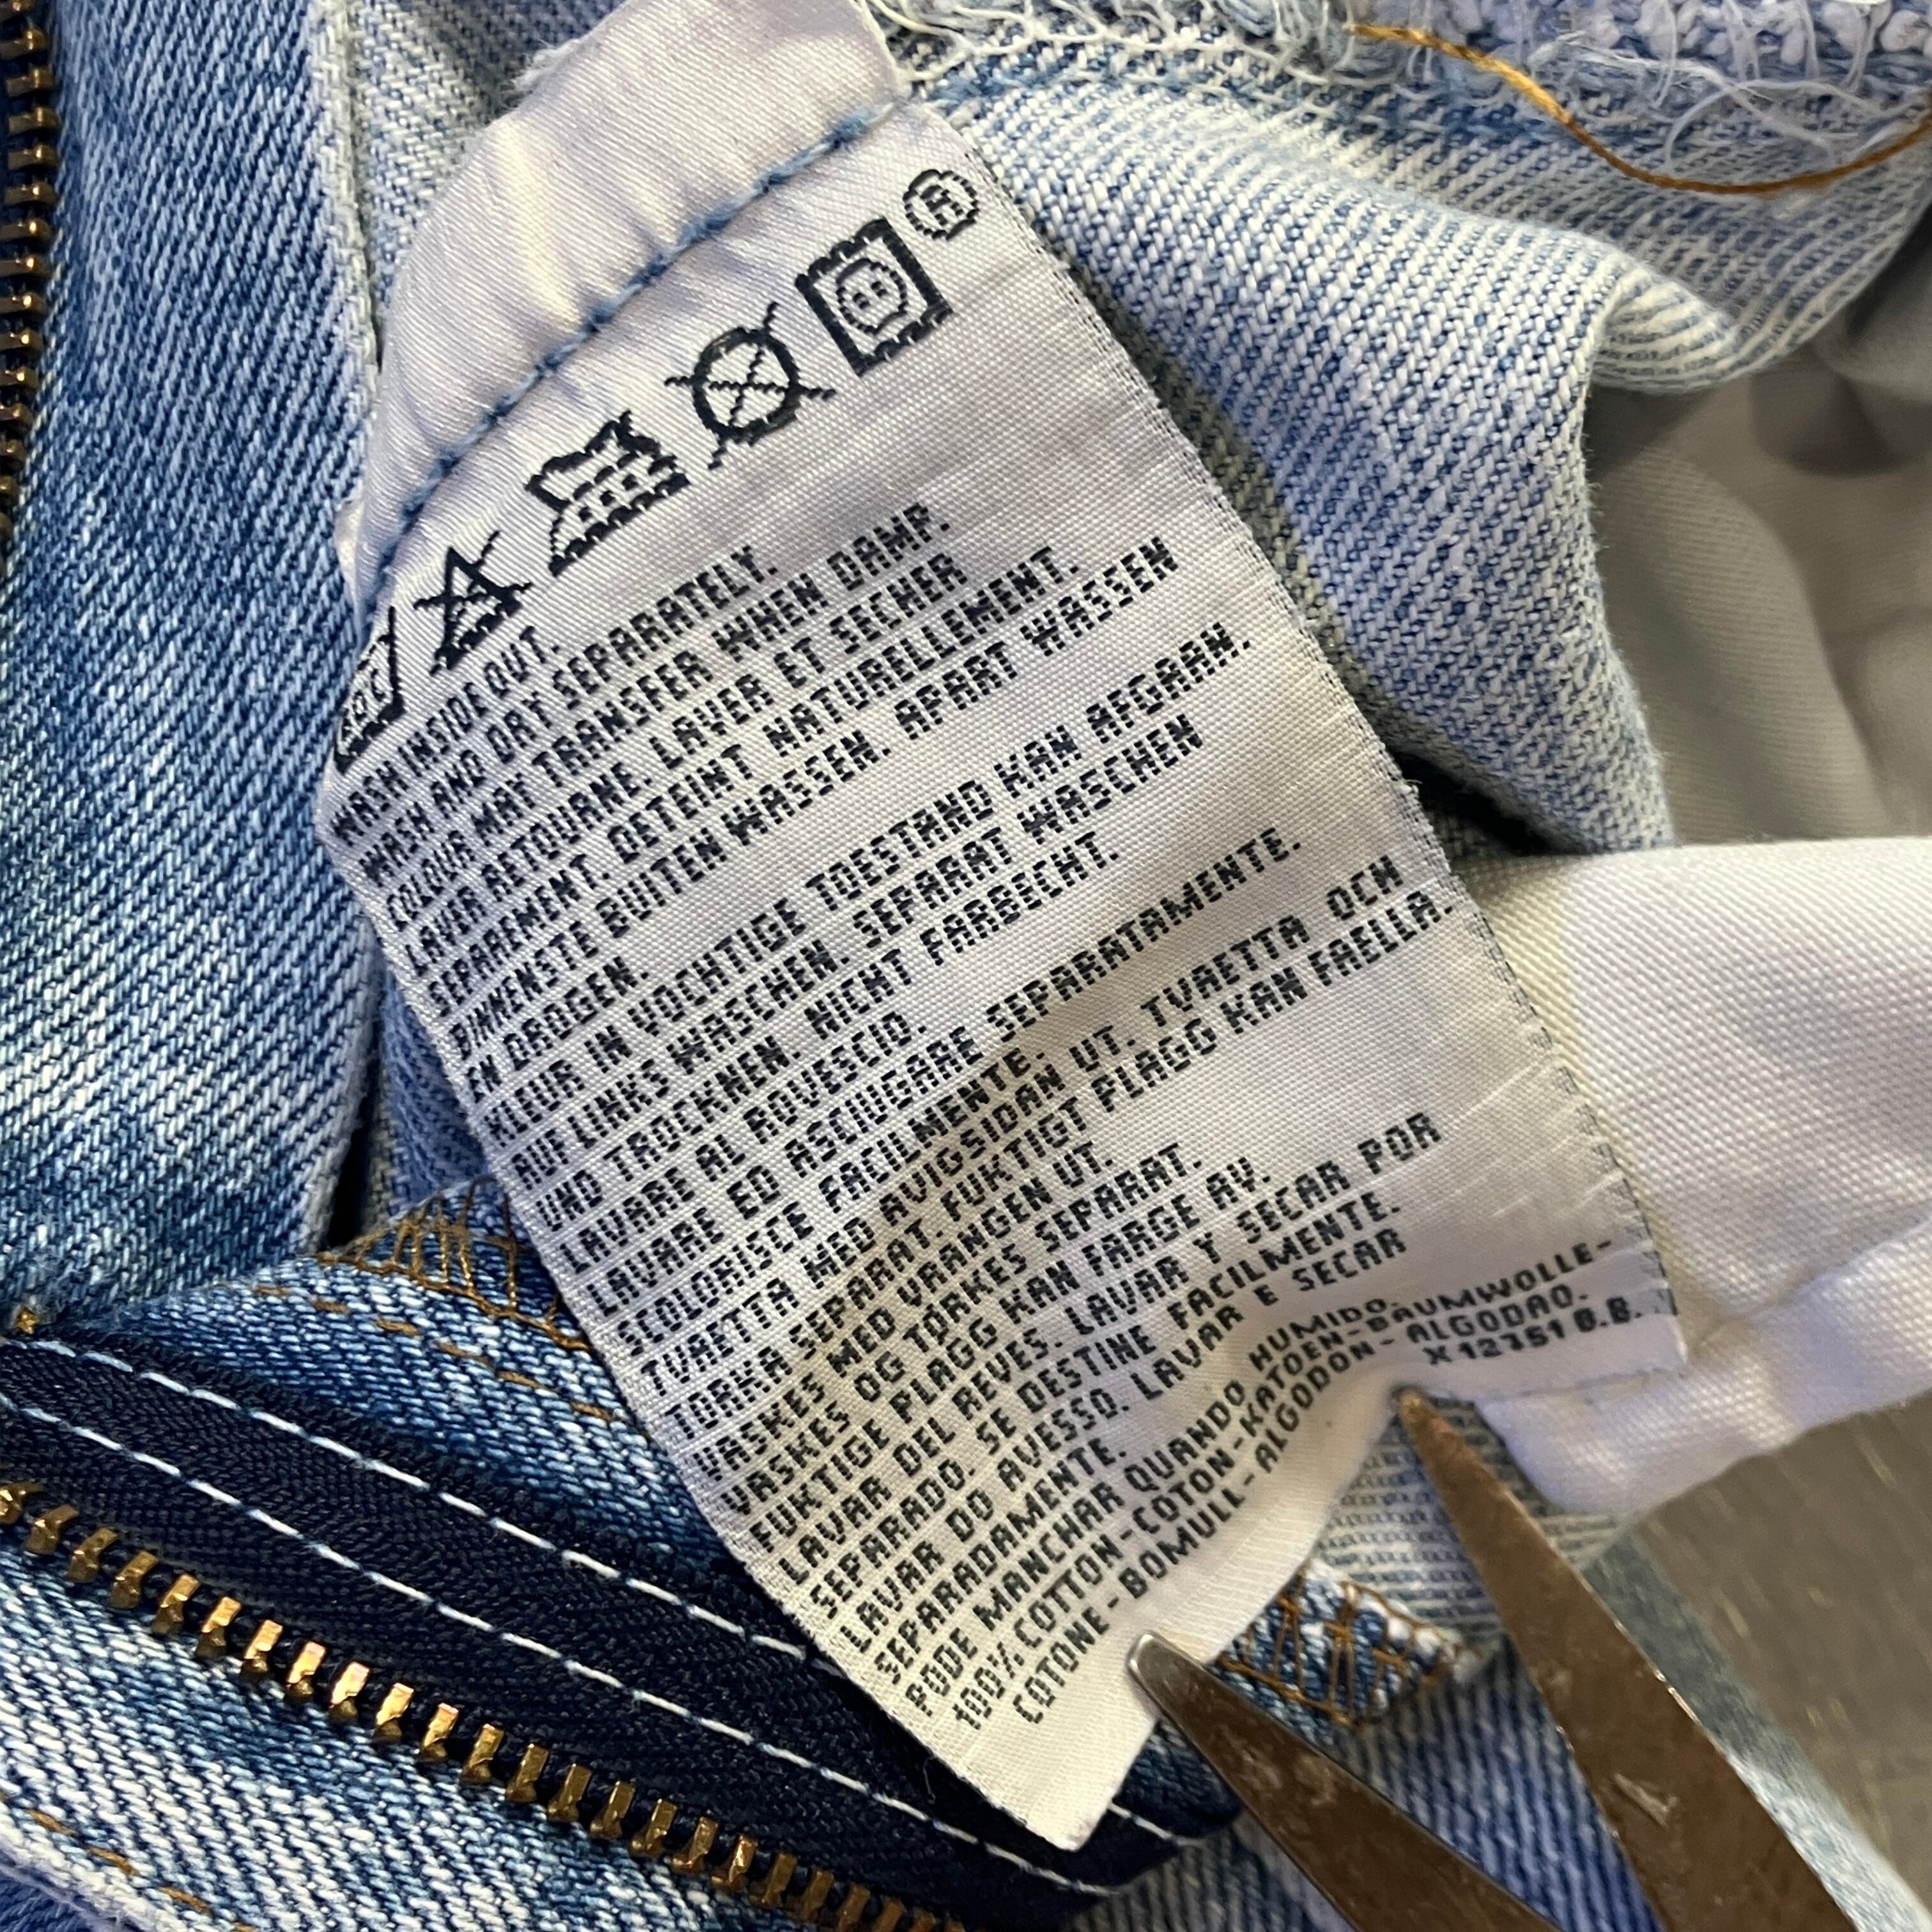 ®
WASH INSIDE OUT.
WASH AND DRY SEPARATELY.
COLOUR MAY TRANSFER WHEN DAMP.
LAVER RETOURNE. LAVER ET SECHER
SEPAREMENT. DETEINT NATURELLEMENT.
BINNENSTE BUITEN WASSEN. APART WASSEN
EN DROGEN.
KLEUR IN VOCHTIGE TOESTAND KAN AFGAAN.
AUF LINKS WASCHEN. SEPARAT WASCHEN
UND TROCKNEN. NICHT FARBECHT.
LAVARE AL ROVESCIO.
LAVARE ED ASCIUGARE SEPARATAMENTE.
SCOLORISCE FACILMENTE.
TVAETTA MED AVIGSIDAN UT. TVAETTA OCH
TORKA SEPARAT. FUKTIGT PLAGG KAN FAELLA.
VASKES MED VRANGEN UT.
VASKES OG TORKES SEPARAT.
FUKTIGE PLAGG KAN FARGE AV.
LAVAR DEL REVES. LAVAR Y SECAR POR
SEPARADO. SE DESTINE FACILMENTE.
LAVAR DO AVESSO. LAVAR E SECAR
SEPARADAMENTE.
PODE MANCHAR QUANDO HUMIDO.
100% COTTON-COTON-KATOEN-BAUMWOLLE-
COTONE-BOMULL-ALGODON-ALGODAO.
X12751 B.B.